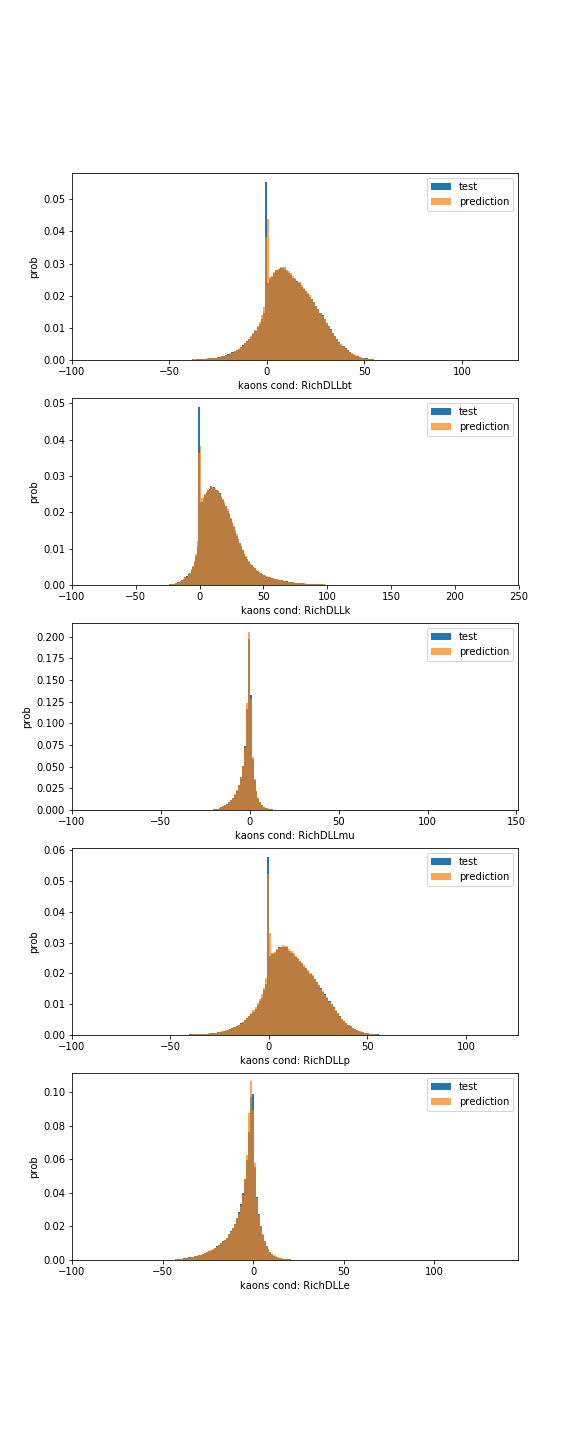 test
prediction
prob
0.05
0.04
0.03
0.02
0.01
0.00
−100 −50 0 50 100
kaons cond: RichDLLbt
test
prediction
prob
0.05
0.04
0.03
0.02
0.01
0.00
−100 −50 0 50 100 150 200 250
kaons cond: RichDLLk
test
prediction
prob
0.200
0.175
0.150
0.125
0.100
0.075
0.050
0.025
0.000
−100 −50 0 50 100 150
kaons cond: RichDLLmu
test
prediction
prob
0.06
0.05
0.04
0.03
0.02
0.01
0.00
−100 −50 0 50 100
kaons cond: RichDLLp
test
prediction
prob
0.10
0.08
0.06
0.04
0.02
0.00
−100 −50 0 50 100
kaons cond: RichDLLe